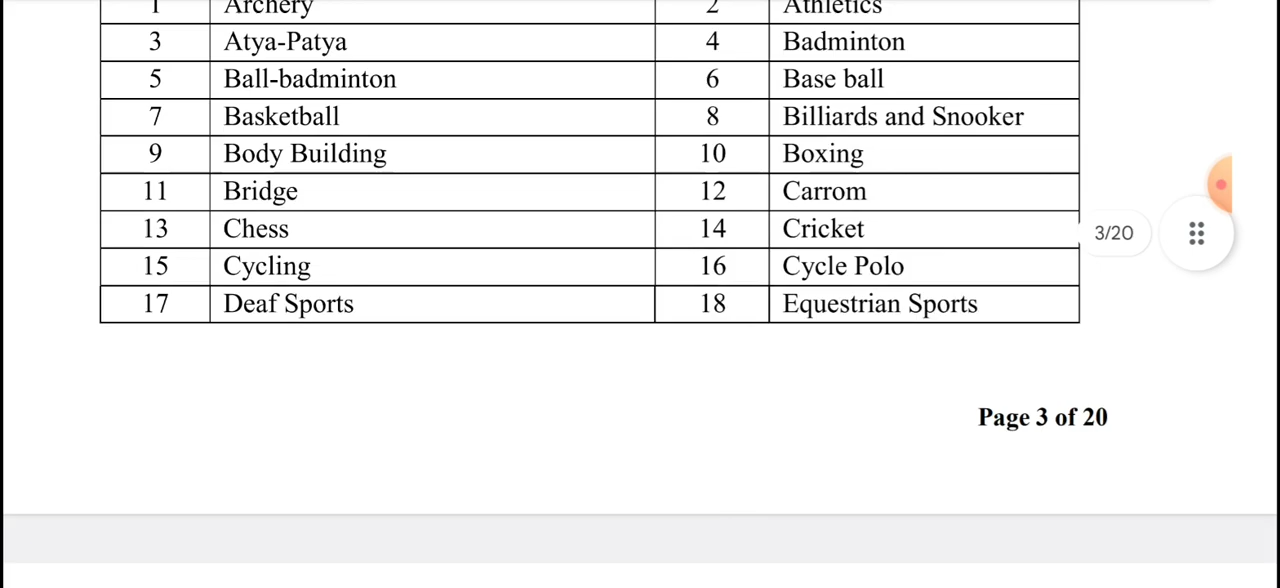 1 Archery 2 Athletics
3 Atya-Patya 4 Badminton
5 Ball-badminton 6 Base ball
7 Basketball 8 Billiards and Snooker
9 Body Building 10 Boxing
11 Bridge 12 Carrom
13 Chess 14 Cricket
15 Cycling 16 Cycle Polo
17 Deaf Sports 18 Equestrian Sports
3/20
Page 3 of 20